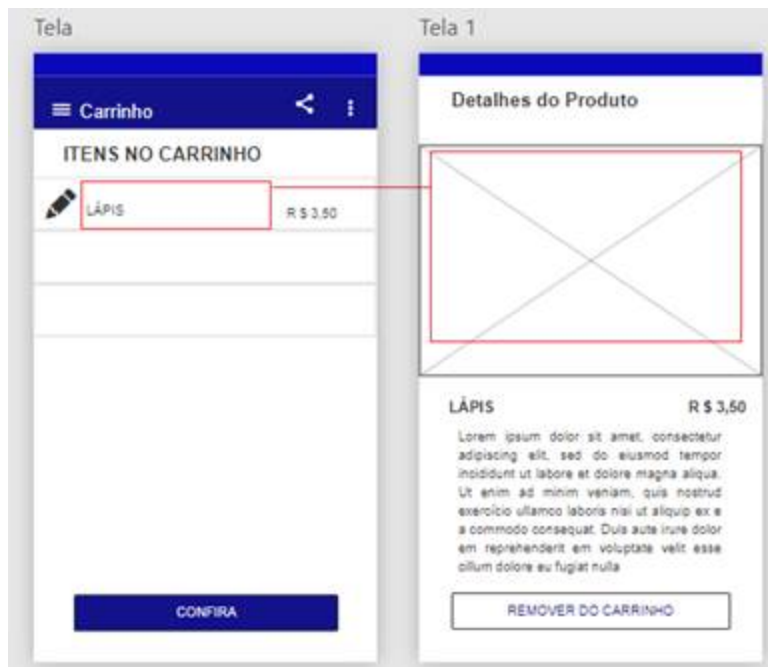 Tela
Carrinho
ITENS NO CARRINHO
LÁPIS
R $ 3,50
CONFIRA
Tela 1
Detalhes do Produto
LÁPIS
R $ 3,50
Lorem ipsum dolor sit amet, consectetur
adipiscing elit, sed do eiusmod tempor
incididunt ut labore et dolore magna aliqua.
Ut enim ad minim veniam, quis nostrud
exercício ullamco laboris nisi ut aliquip ex e
a commodo consequat. Duis aute irure dolor
em reprehenderit em voluptate velit esse
cillum dolore eu fugiat nulla
REMOVER DO CARRINHO